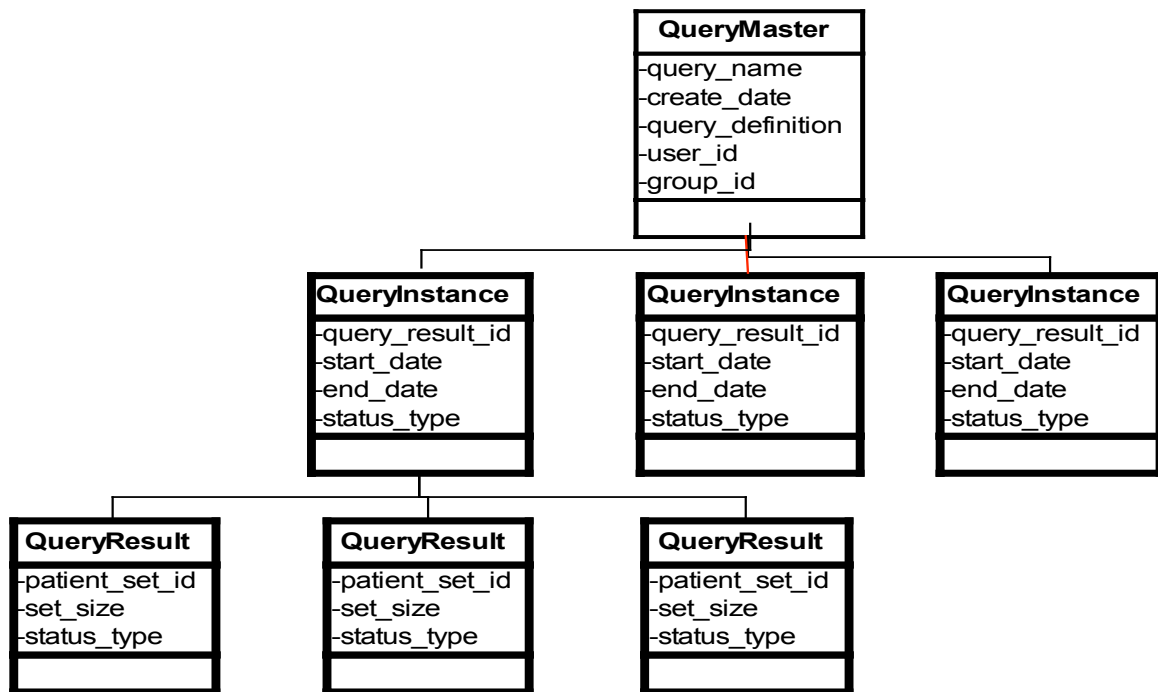 QueryMaster
-query_name
-create_date
-query_definition
-user_id
-group_id
QueryInstance
-query_result_id
-start_date
-end_date
-status_type
QueryInstance
-query_result_id
-start_date
-end_date
-status_type
QueryInstance
-query_result_id
-start_date
-end_date
-status_type
QueryResult
-patient_set_id
-set_size
-status_type
QueryResult
-patient_set_id
-set_size
-status_type
QueryResult
-patient_set_id
-set_size
-status_type